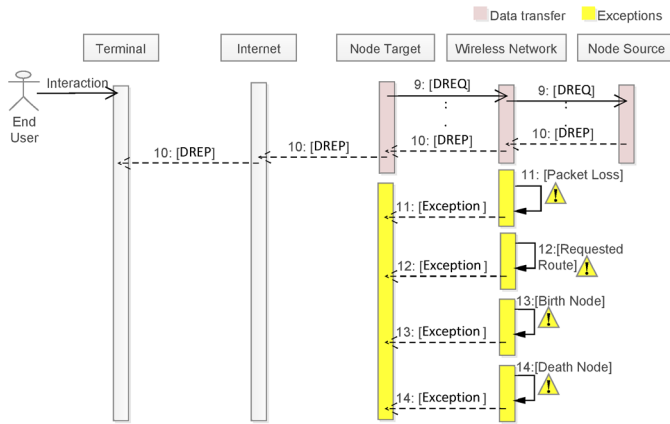 Data transfer
Exceptions
Terminal
Internet
Node Target
Wireless Network
Node Source
Interaction
End
User
9: [DREQ]
9: [DREQ]
:
:
:
:
10: [DREP]
10: [DREP]
10: [DREP]
10: [DREP]
11: [Packet Loss]
11: [Exception ]
12:[Requested
Route]
12: [Exception ]
13:[Birth Node]
13: [Exception ]
14:[Death Node]
14: [Exception ]